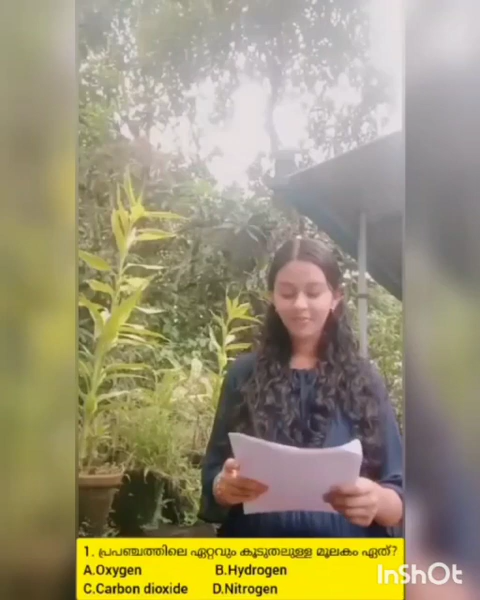 1. പ്രപഞ്ചത്തിലെ ഏറ്റവും കൂടുതലുള്ള മൂലകം ഏത്?
A.Oxygen B.Hydrogen
C.Carbon dioxide D.Nitrogen
InShOt